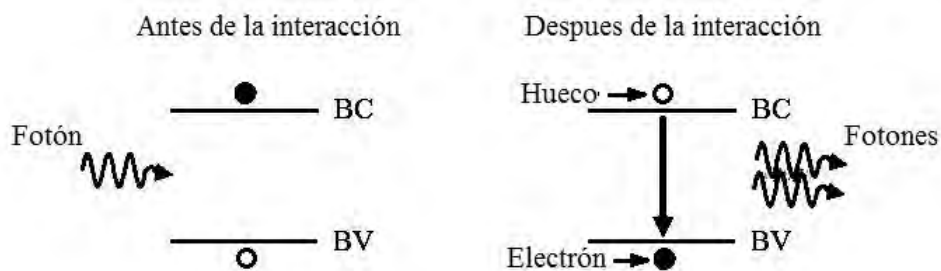 Antes de la interacción
Despues de la interacción
Fotón
BC
BV
Hueco
BC
Fotones
Electrón
BV